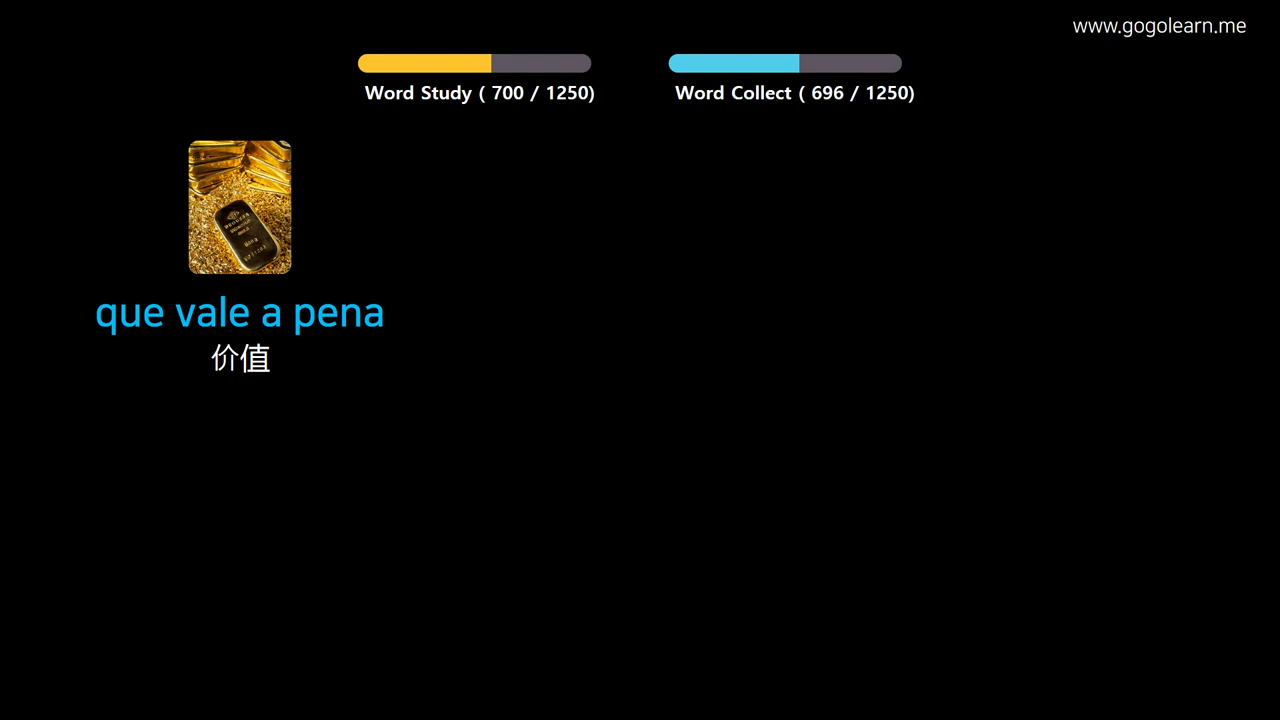 www.gogolearn.me
Word Study ( 700 / 1250)
Word Collect ( 696 / 1250)
que vale a pena
价值